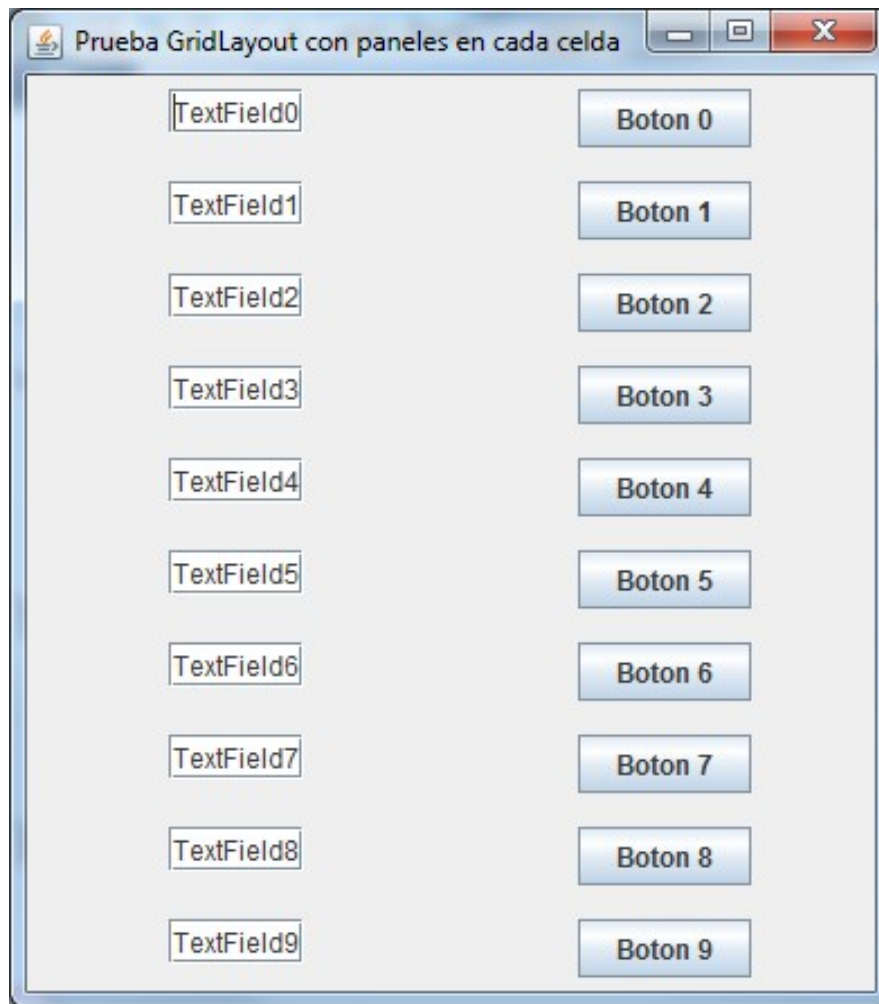 Prueba GridLayout con paneles en cada celda
TextField0 Boton 0
TextField1 Boton 1
TextField2 Boton 2
TextField3 Boton 3
TextField4 Boton 4
TextField5 Boton 5
TextField6 Boton 6
TextField7 Boton 7
TextField8 Boton 8
TextField9 Boton 9